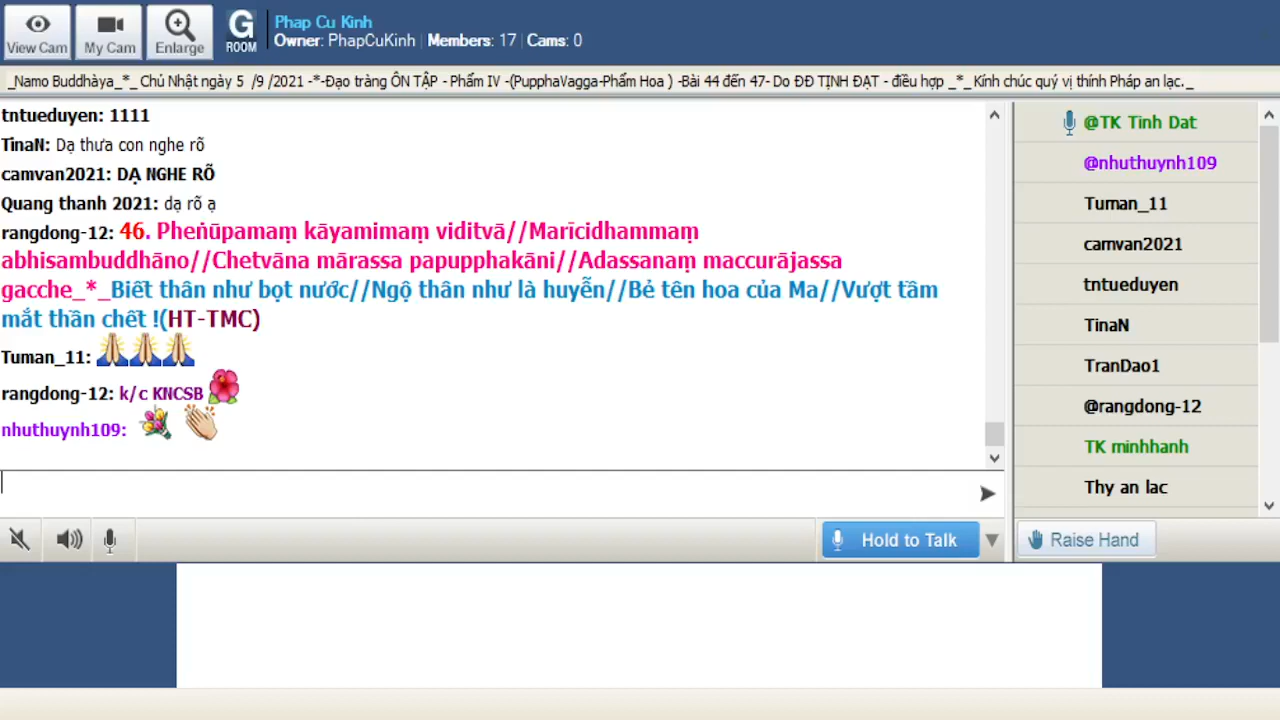 View Cam
My Cam
Enlarge
G
ROOM
Phap Cu Kinh
Owner: PhapCuKinh Members: 17 Cams: 0
_Namo Buddhàya_*_ Chủ Nhật ngày 5 /9 /2021 -*-Đạo tràng ÔN TẬP - Phẩm IV -(PupphaVagga-Phẩm Hoa ) -Bài 44 đến 47- Do ĐĐ TỊNH ĐẠT - điều hợp _*_ Kính chúc quý vị thính Pháp an lạc._
tntueduyen: 1111
TinaN: Dạ thưa con nghe rõ
camvan2021: DẠ NGHE RÕ
Quang thanh 2021: dạ rõ ạ
rangdong-12: 46. Pheṅūpamaṃ kāyamimaṃ viditvā//Marīcidhammaṃ
abhisambuddhāno//Chetvāna mārassa papupphakāni//Adassanaṃ maccurājassa
gacche_*_Biết thân như bọt nước//Ngộ thân như là huyễn//Bẻ tên hoa của Ma//Vượt tầm
mắt thần chết !(HT-TMC)
Tuman_11:
rangdong-12: k/c KNCSB
nhuthuynh109:
@TK Tinh Dat
@nhuthuynh109
Tuman_11
camvan2021
tntueduyen
TinaN
TranDao1
@rangdong-12
TK minhhanh
Thy an lac
Hold to Talk
Raise Hand